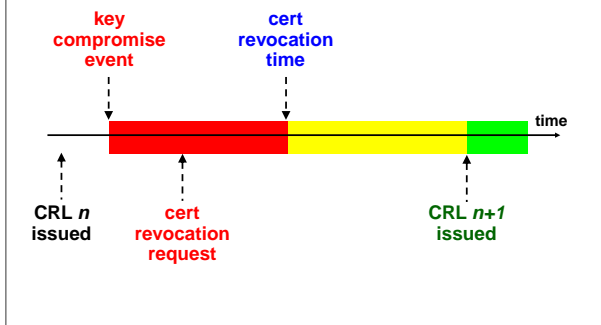 key
compromise
event
cert
revocation
time
time
CRL n
issued
cert
revocation
request
CRL n+1
issued